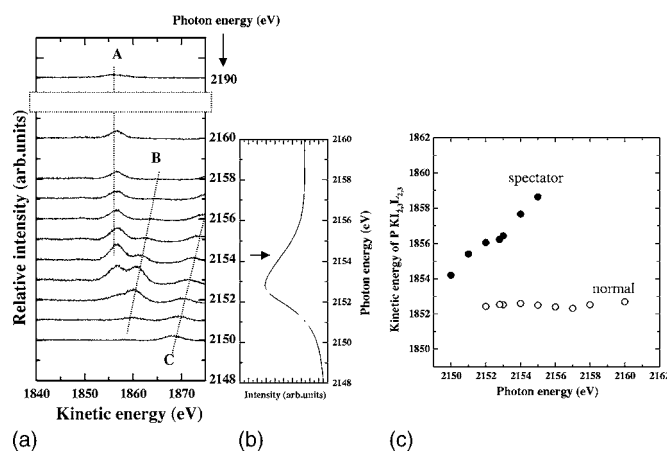 Photon energy (eV)
A
2190
2160
2158
B
2156
2154
2152
2150
C
2148
1840 1850 1860 1870
Kinetic energy (eV)
Relative intensity (arb.units)
(a)
2160
2158
2156
2154
2152
2150
2148
Photon energy (eV)
Intensity (arb.units)
(b)
1862
1860
1858
1856
1854
1852
1850
spectator
normal
Kinetic energy of P KL2,3L2,3
2150 2152 2154 2156 2158 2160 2162
Photon energy (eV)
(c)